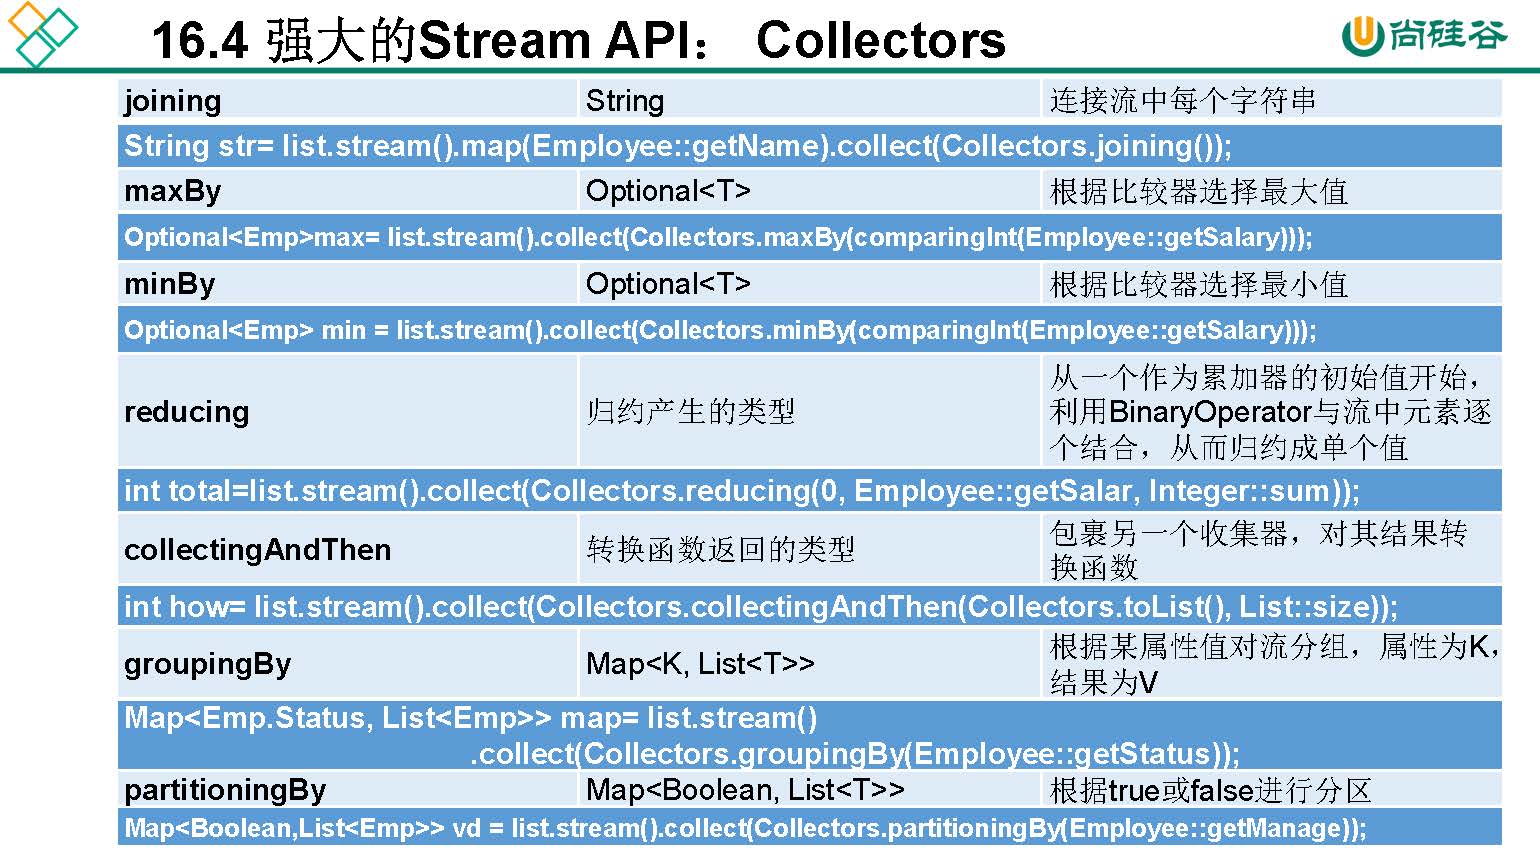 16.4 强大的Stream API： Collectors
尚硅谷
joining String 连接流中每个字符串
String str= list.stream().map(Employee::getName).collect(Collectors.joining());
maxBy Optional<T> 根据比较器选择最大值
Optional<Emp>max= list.stream().collect(Collectors.maxBy(comparingInt(Employee::getSalary)));
minBy Optional<T> 根据比较器选择最小值
Optional<Emp> min = list.stream().collect(Collectors.minBy(comparingInt(Employee::getSalary)));
reducing 归约产生的类型 从一个作为累加器的初始值开始，
利用BinaryOperator与流中元素逐
个结合，从而归约成单个值
int total=list.stream().collect(Collectors.reducing(0, Employee::getSalar, Integer::sum));
collectingAndThen 转换函数返回的类型 包裹另一个收集器，对其结果转
换函数
int how= list.stream().collect(Collectors.collectingAndThen(Collectors.toList(), List::size));
groupingBy Map<K, List<T>> 根据某属性值对流分组，属性为K，
结果为V
Map<Emp.Status, List<Emp>> map= list.stream()
.collect(Collectors.groupingBy(Employee::getStatus));
partitioningBy Map<Boolean, List<T>> 根据true或false进行分区
Map<Boolean,List<Emp>> vd = list.stream().collect(Collectors.partitioningBy(Employee::getManage));